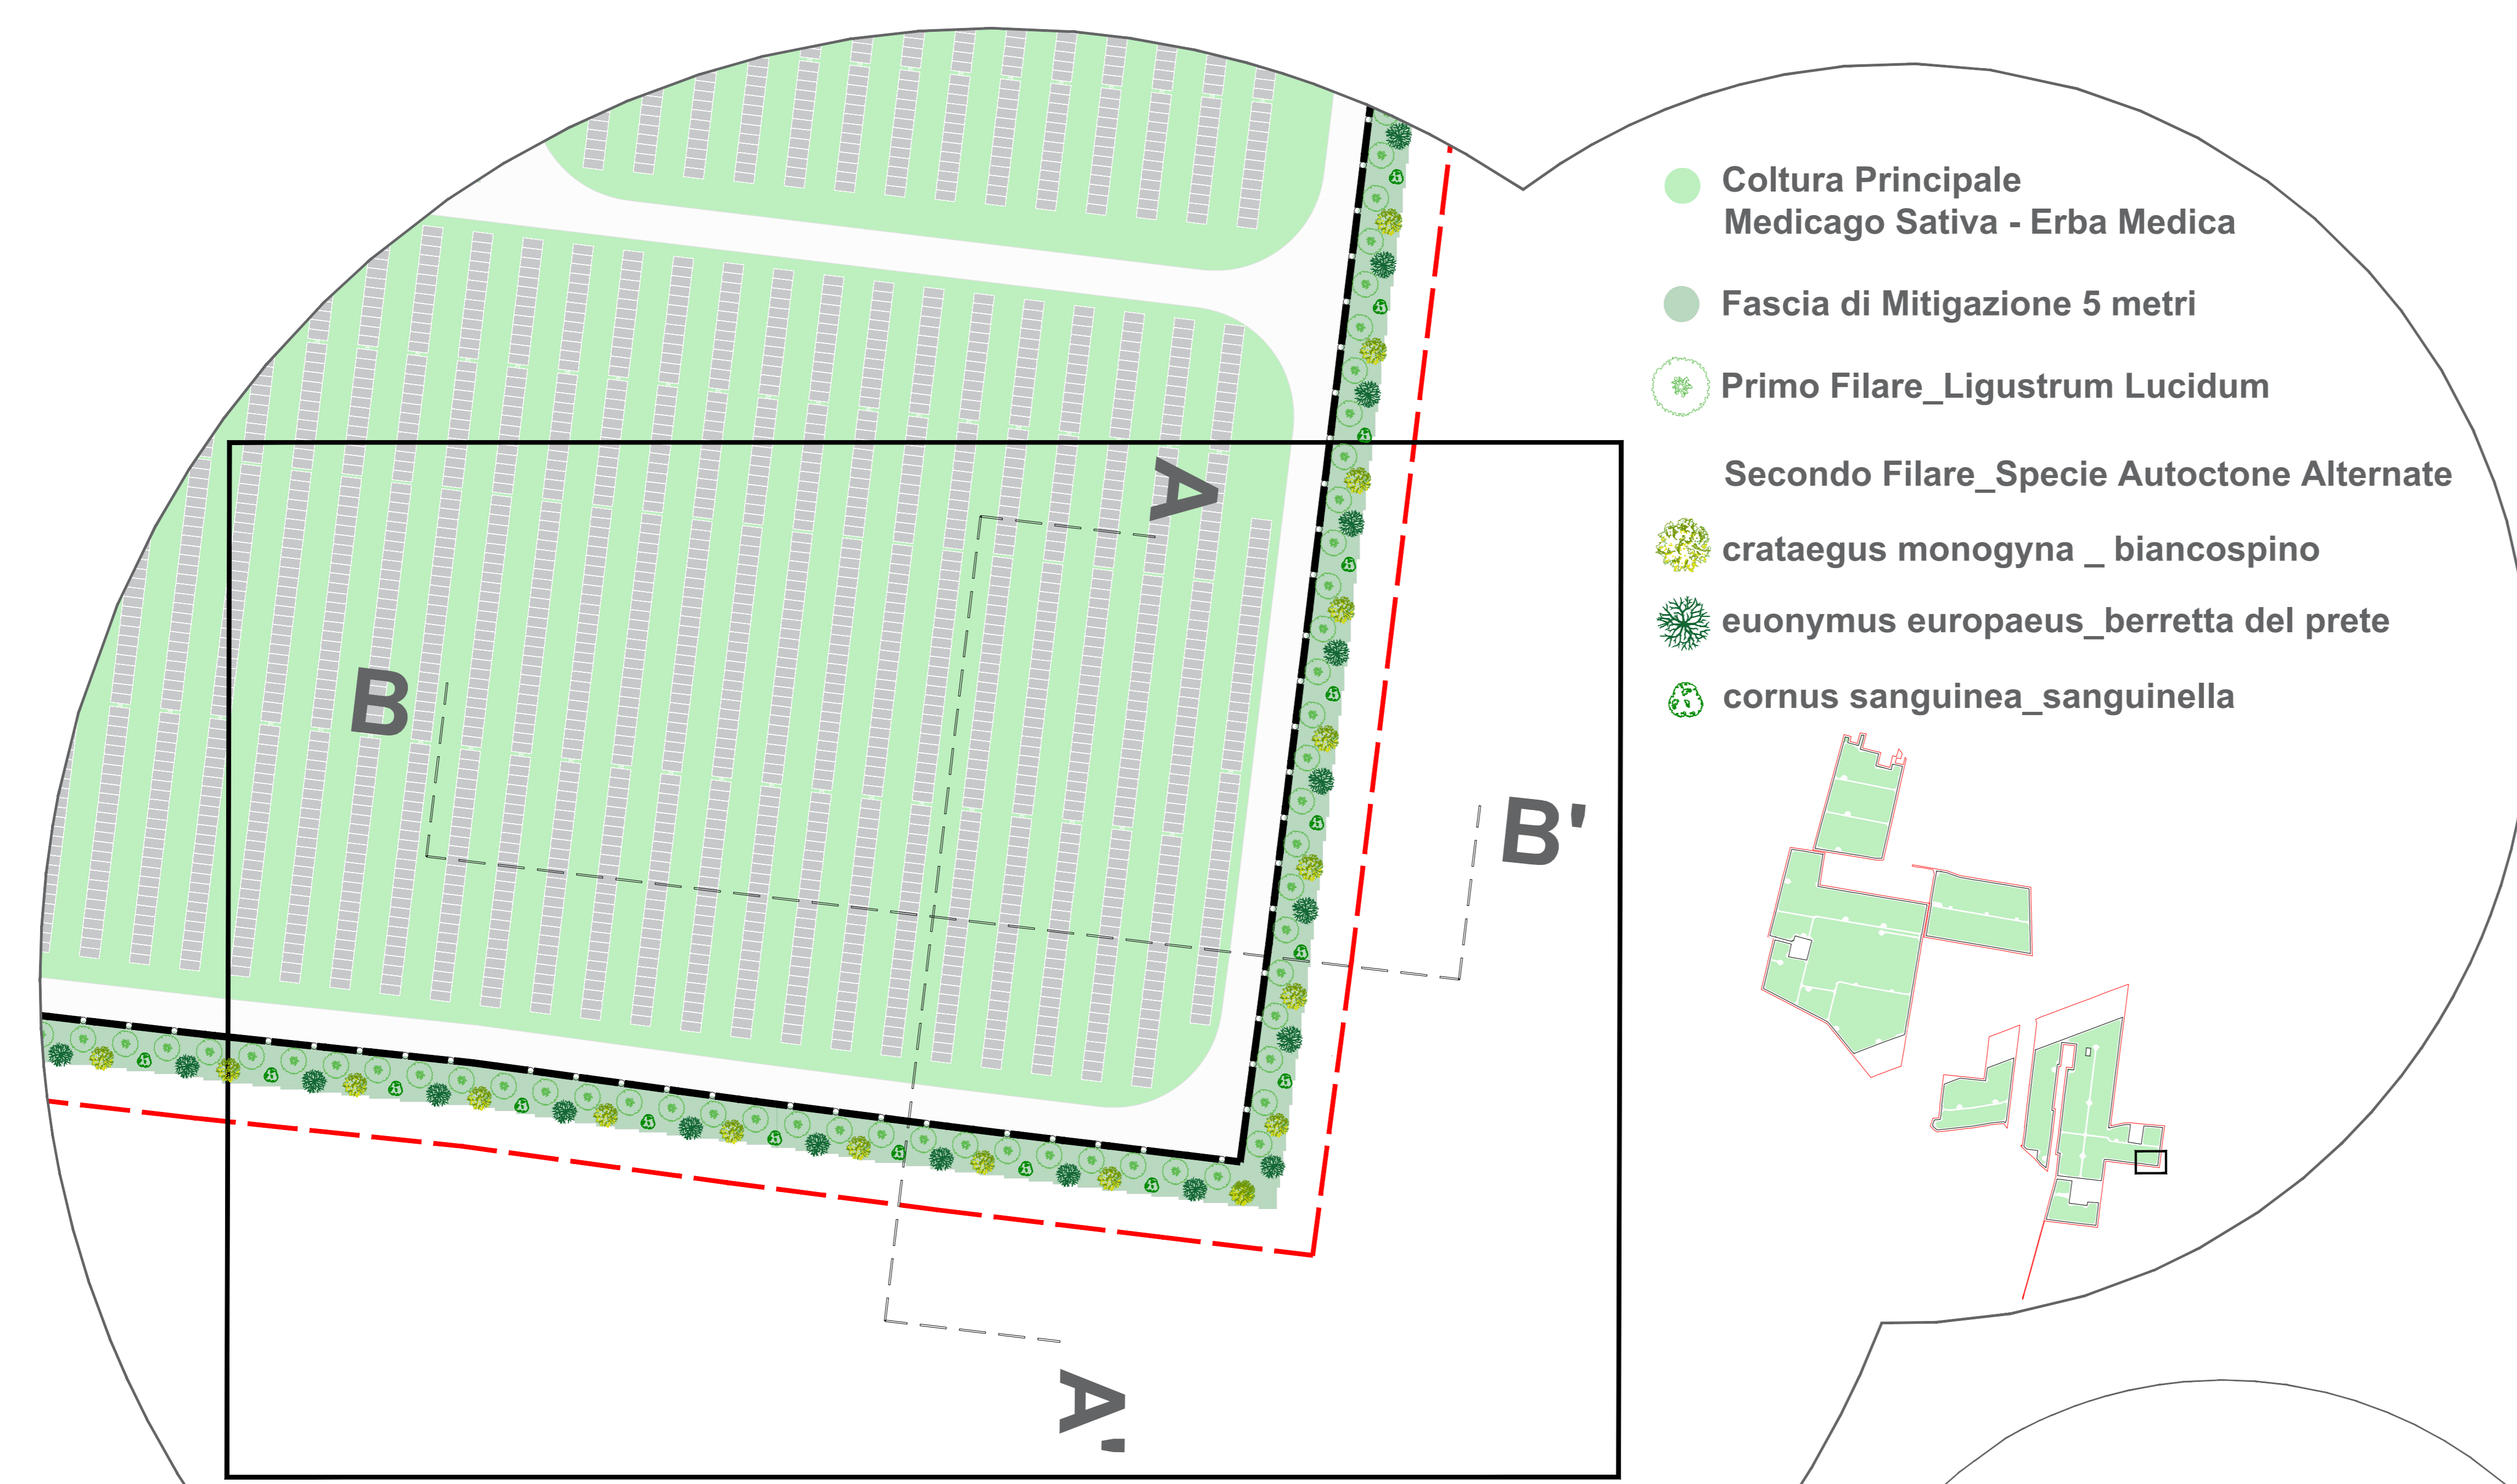 Coltura Principale
Medicago Sativa - Erba Medica
Fascia di Mitigazione 5 metri
Primo Filare_Ligustrum Lucidum
Secondo Filare_Specie Autoctone Alternate
crataegus monogyna _ biancospino
euonymus europaeus_berretta del prete
cornus sanguinea_sanguinella
A
B
B'
A'